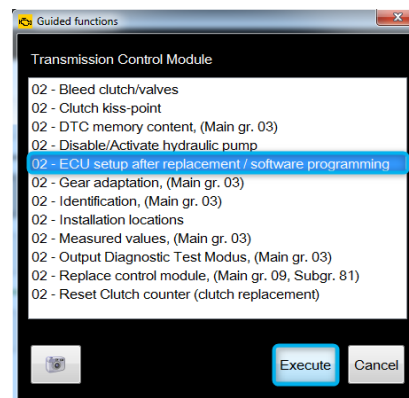 Guided functions
Transmission Control Module
02 - Bleed clutch/valves
02 - Clutch kiss-point
02 - DTC memory content, (Main gr. 03)
02 - Disable/Activate hydraulic pump
02 - ECU setup after replacement / software programming
02 - Gear adaptation, (Main gr. 03)
02 - Identification, (Main gr. 03)
02 - Installation locations
02 - Measured values, (Main gr. 03)
02 - Output Diagnostic Test Modus, (Main gr. 03)
02 - Replace control module, (Main gr. 09, Subgr. 81)
02 - Reset Clutch counter (clutch replacement)
Execute Cancel